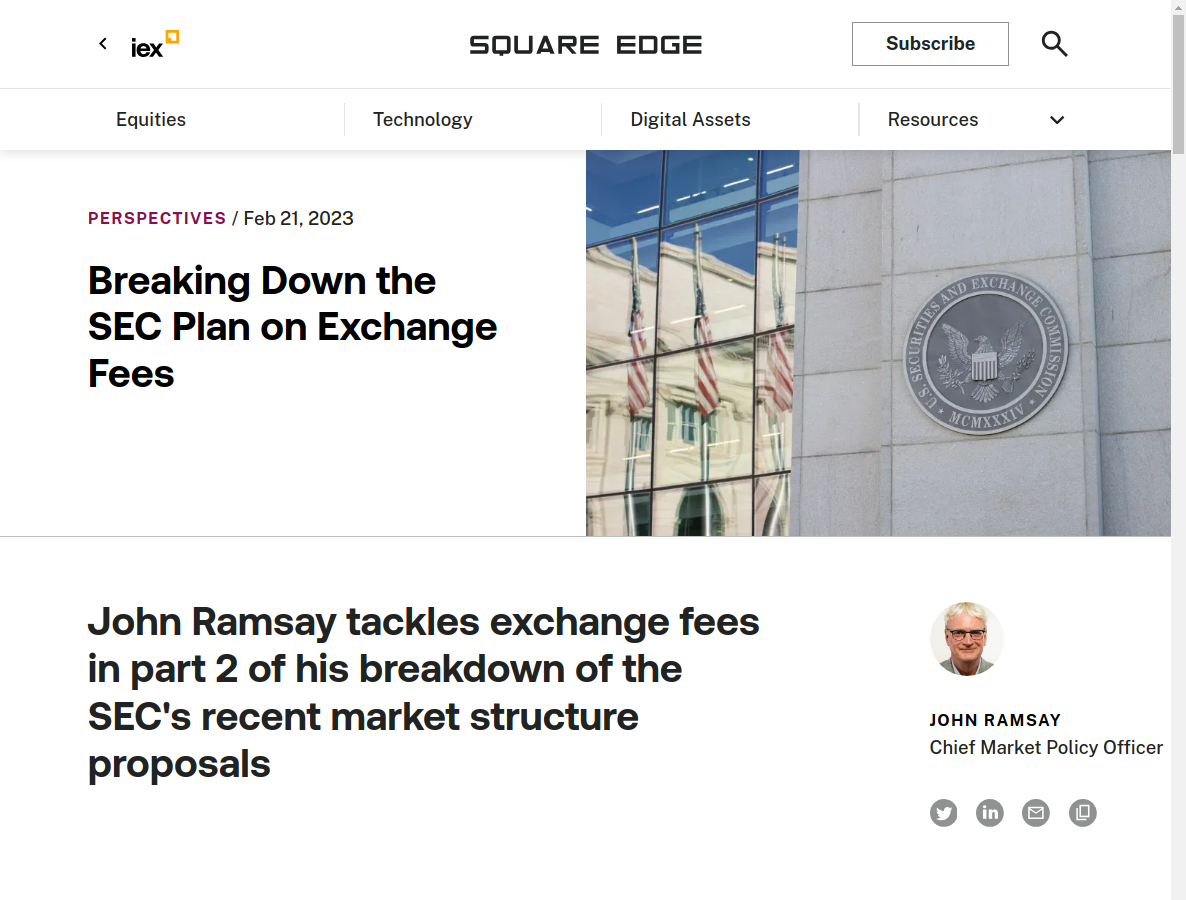 iex
SQUARE EDGE
Subscribe
Equities
Technology
Digital Assets
Resources
PERSPECTIVES / Feb 21, 2023
Breaking Down the
SEC Plan on Exchange
Fees
U.S. SECURITIES AND EXCHANGE COMMISSION
MCMXXXIV
John Ramsay tackles exchange fees
in part 2 of his breakdown of the
SEC's recent market structure
proposals
JOHN RAMSAY
Chief Market Policy Officer
in